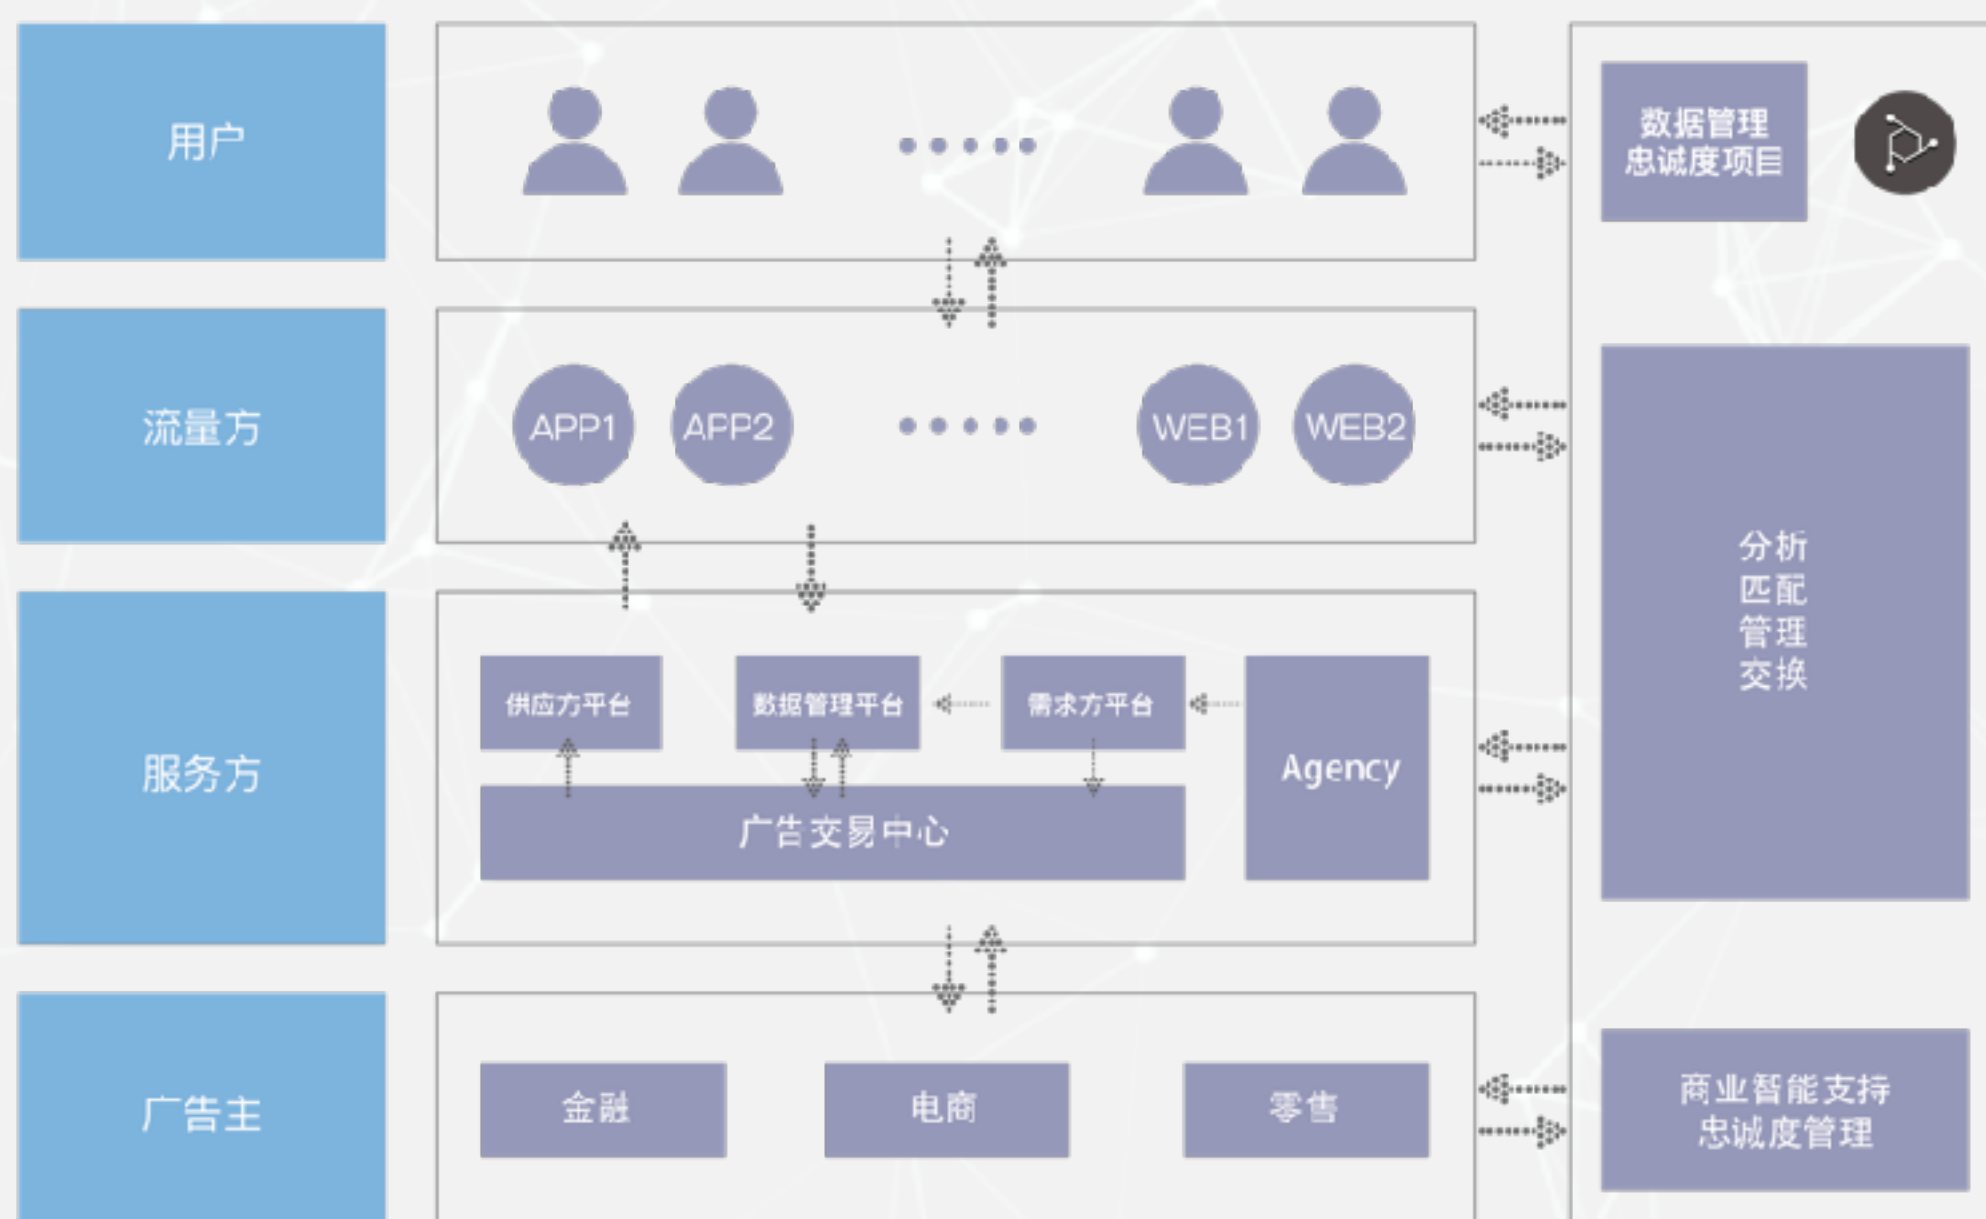 用户
数据管理
忠诚度项目
流量方
APP1
APP2
WEB1
WEB2
分析
匹配
管理
交换
服务方
供应方平台
数据管理平台
需求方平台
Agency
广告交易中心
广告主
金融
电商
零售
商业智能支持
忠诚度管理